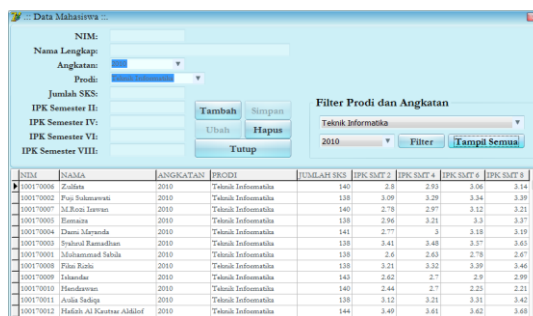 .:: Data Mahasiswa ::.
NIM:
Nama Lengkap:
Angkatan: 2010
Prodi: Teknik Informatika
Jumlah SKS:
IPK Semester II:
IPK Semester IV:
IPK Semester VI:
IPK Semester VIII:
Tambah Simpan
Ubah Hapus
Tutup
Filter Prodi dan Angkatan
Teknik Informatika
2010 Filter Tampil Semua
NIM NAMA ANGKATAN PRODI JUMLAH SKS IPK SMT 2 IPK SMT 4 IPK SMT 6 IPK SMT 8
100170006 Zulfata 2010 Teknik Informatika 140 2.8 2.93 3.06 3.14
100170002 Puji Sukmawati 2010 Teknik Informatika 138 3.09 3.29 3.34 3.39
100170007 M.Rozi Irawan 2010 Teknik Informatika 140 2.78 2.97 3.12 3.21
100170005 2010 Teknik Informatika 138 2.96 3.21 3.3 3.37
100170004 Darni Mayanda 2010 Teknik Informatika 141 2.77 3 3.18 3.19
100170003 Syahrul Ramadhan 2010 Teknik Informatika 138 3.41 3.48 3.57 3.65
100170001 Muhammad Sabila 2010 Teknik Informatika 138 2.6 2.63 2.78 2.67
100170008 Fikri Rizki 2010 Teknik Informatika 138 3.21 3.32 3.39 3.46
100170009 Iskandar 2010 Teknik Informatika 143 2.62 2.7 2.9 2.99
100170010 Hendrawan 2010 Teknik Informatika 140 2.44 2.7 2.25 2.21
100170011 Aulia Sadiqa 2010 Teknik Informatika 138 3.12 3.21 3.31 3.42
100170012 Hafizh Al Kautsar Aidilof 2010 Teknik Informatika 144 3.49 3.61 3.62 3.68